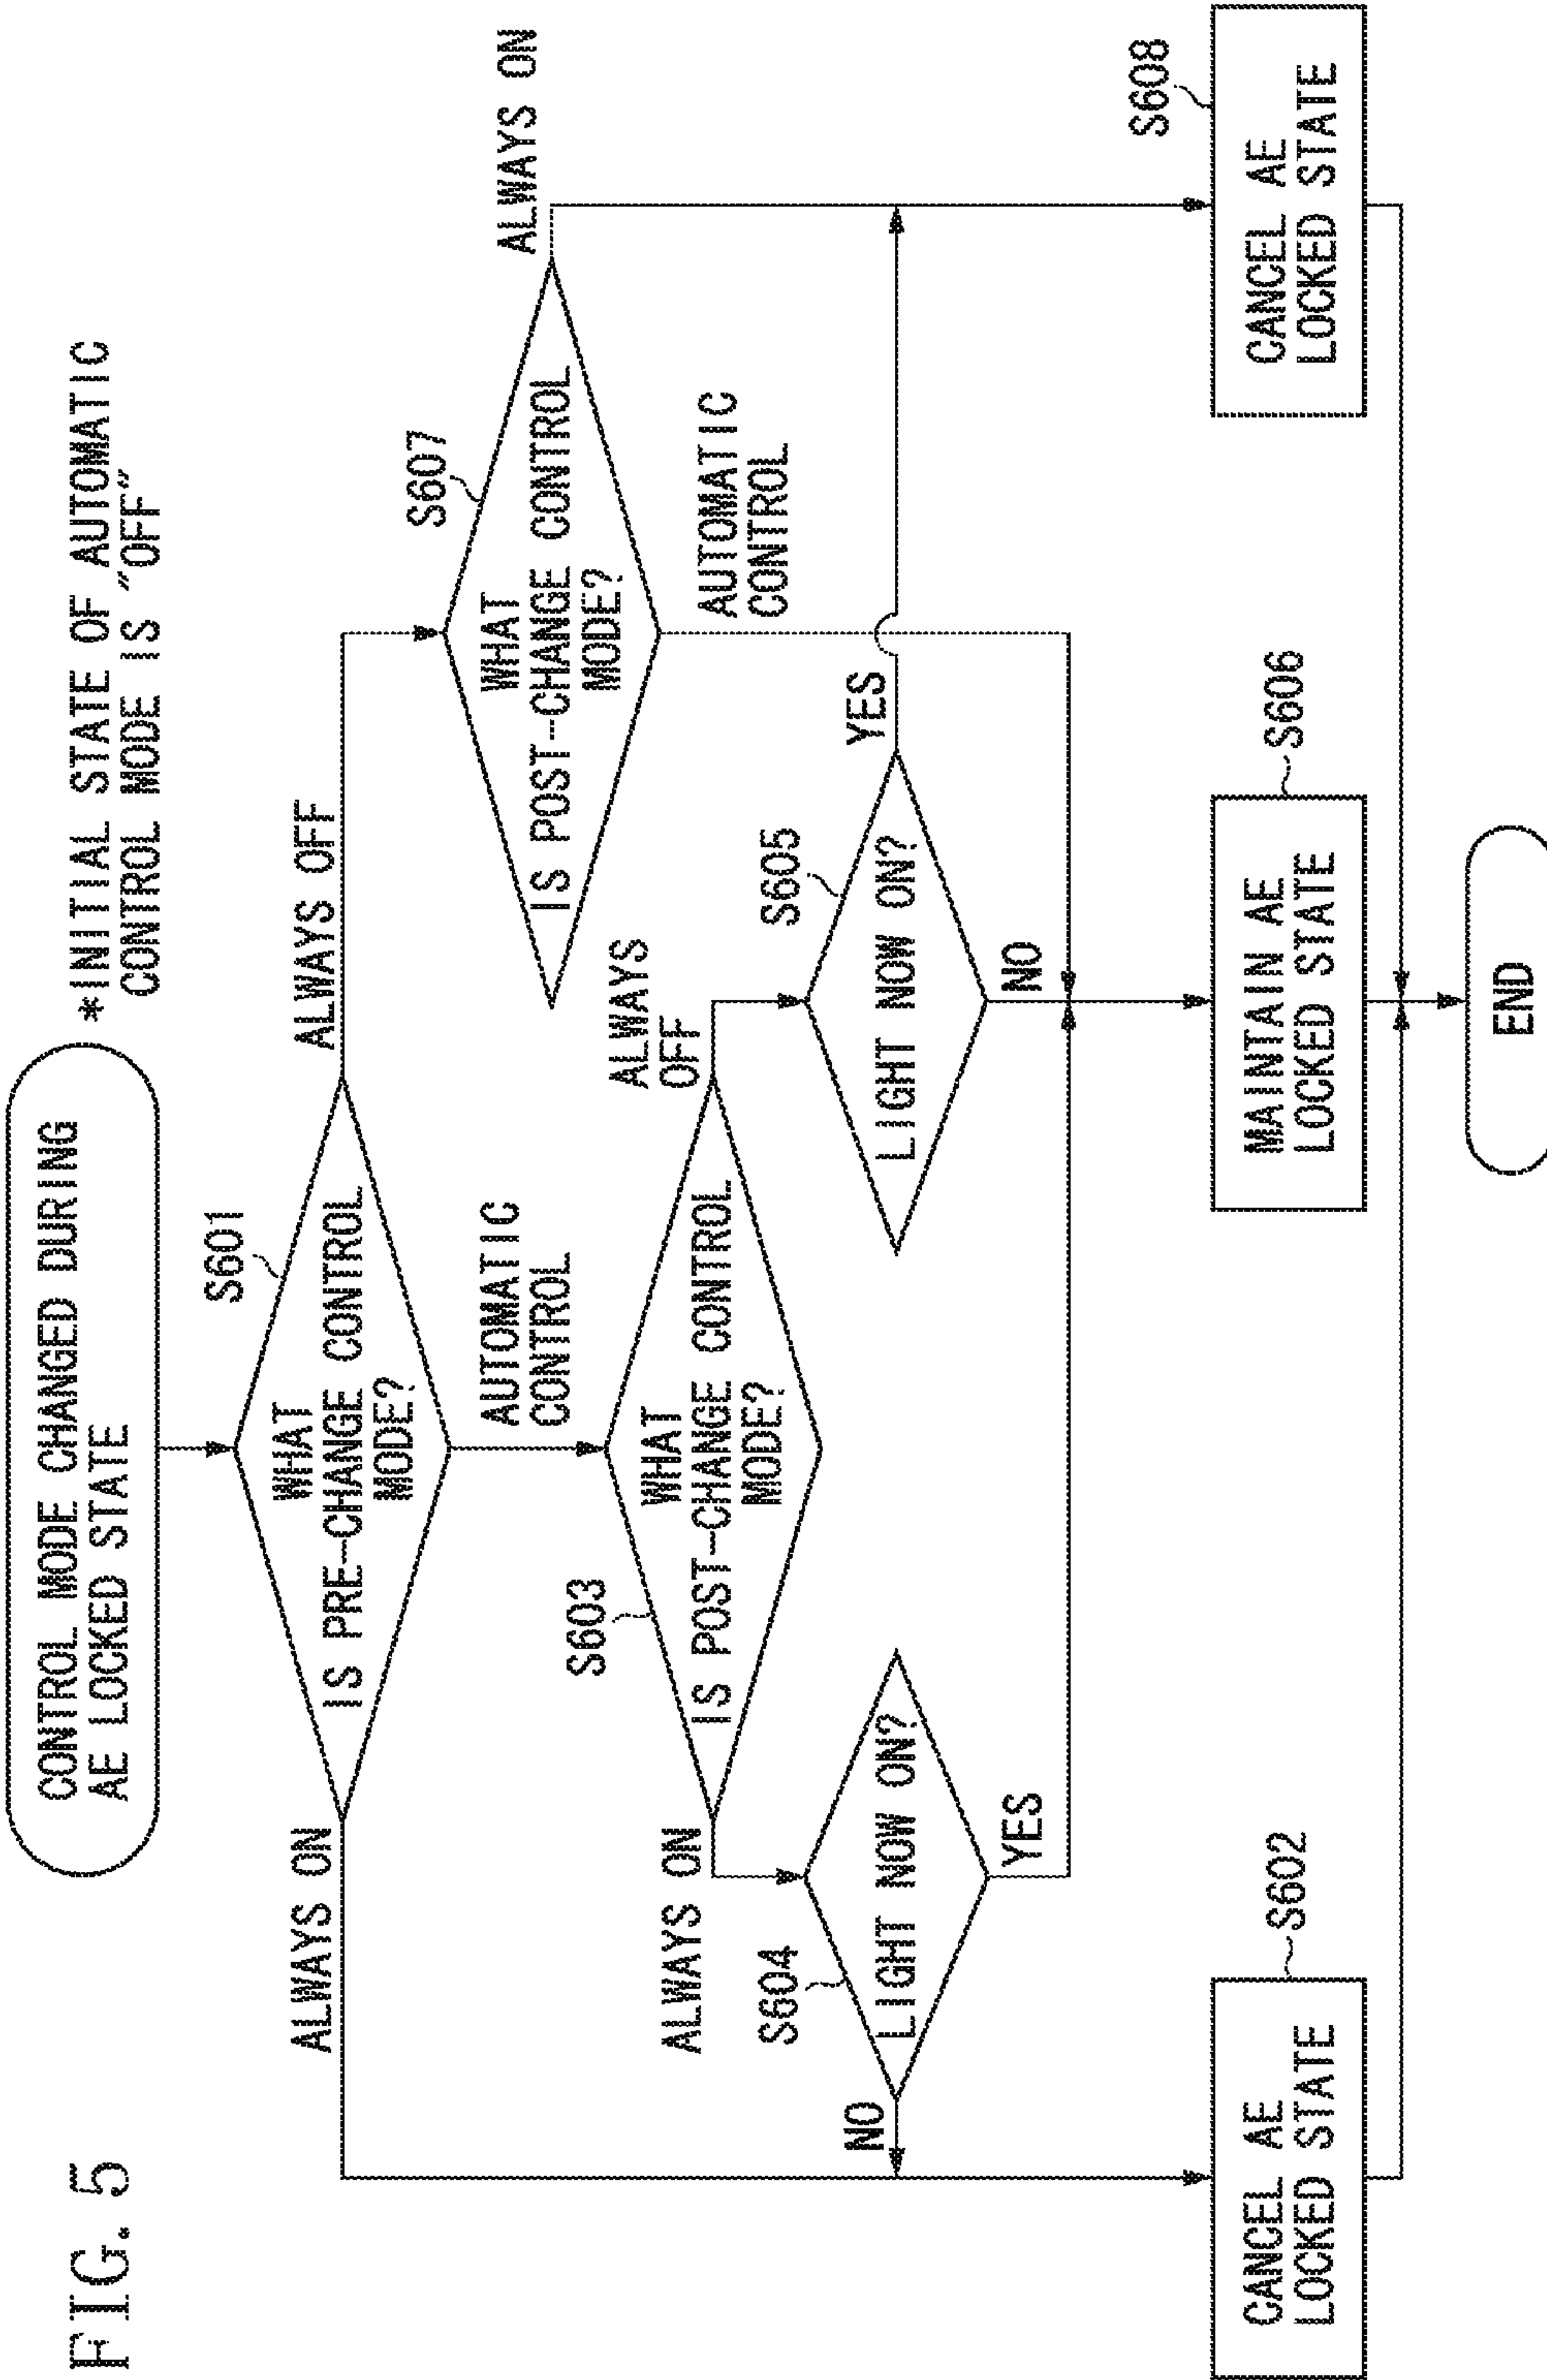 FIG. 5
*INITIAL STATE OF AUTOMATIC
CONTROL MODE IS "OFF"
CONTROL MODE CHANGED DURING
AE LOCKED STATE
S601
WHAT
IS PRE-CHANGE CONTROL
MODE?
ALWAYS ON
ALWAYS OFF
AUTOMATIC
CONTROL
S603
WHAT
IS POST-CHANGE CONTROL
MODE?
ALWAYS ON
ALWAYS
OFF
S607
WHAT
IS POST-CHANGE CONTROL
MODE?
ALWAYS ON
AUTOMATIC
CONTROL
S604
LIGHT NOW ON?
NO
YES
S605
LIGHT NOW ON?
YES
NO
S602
CANCEL AE
LOCKED STATE
S606
MAINTAIN AE
LOCKED STATE
S608
CANCEL AE
LOCKED STATE
END